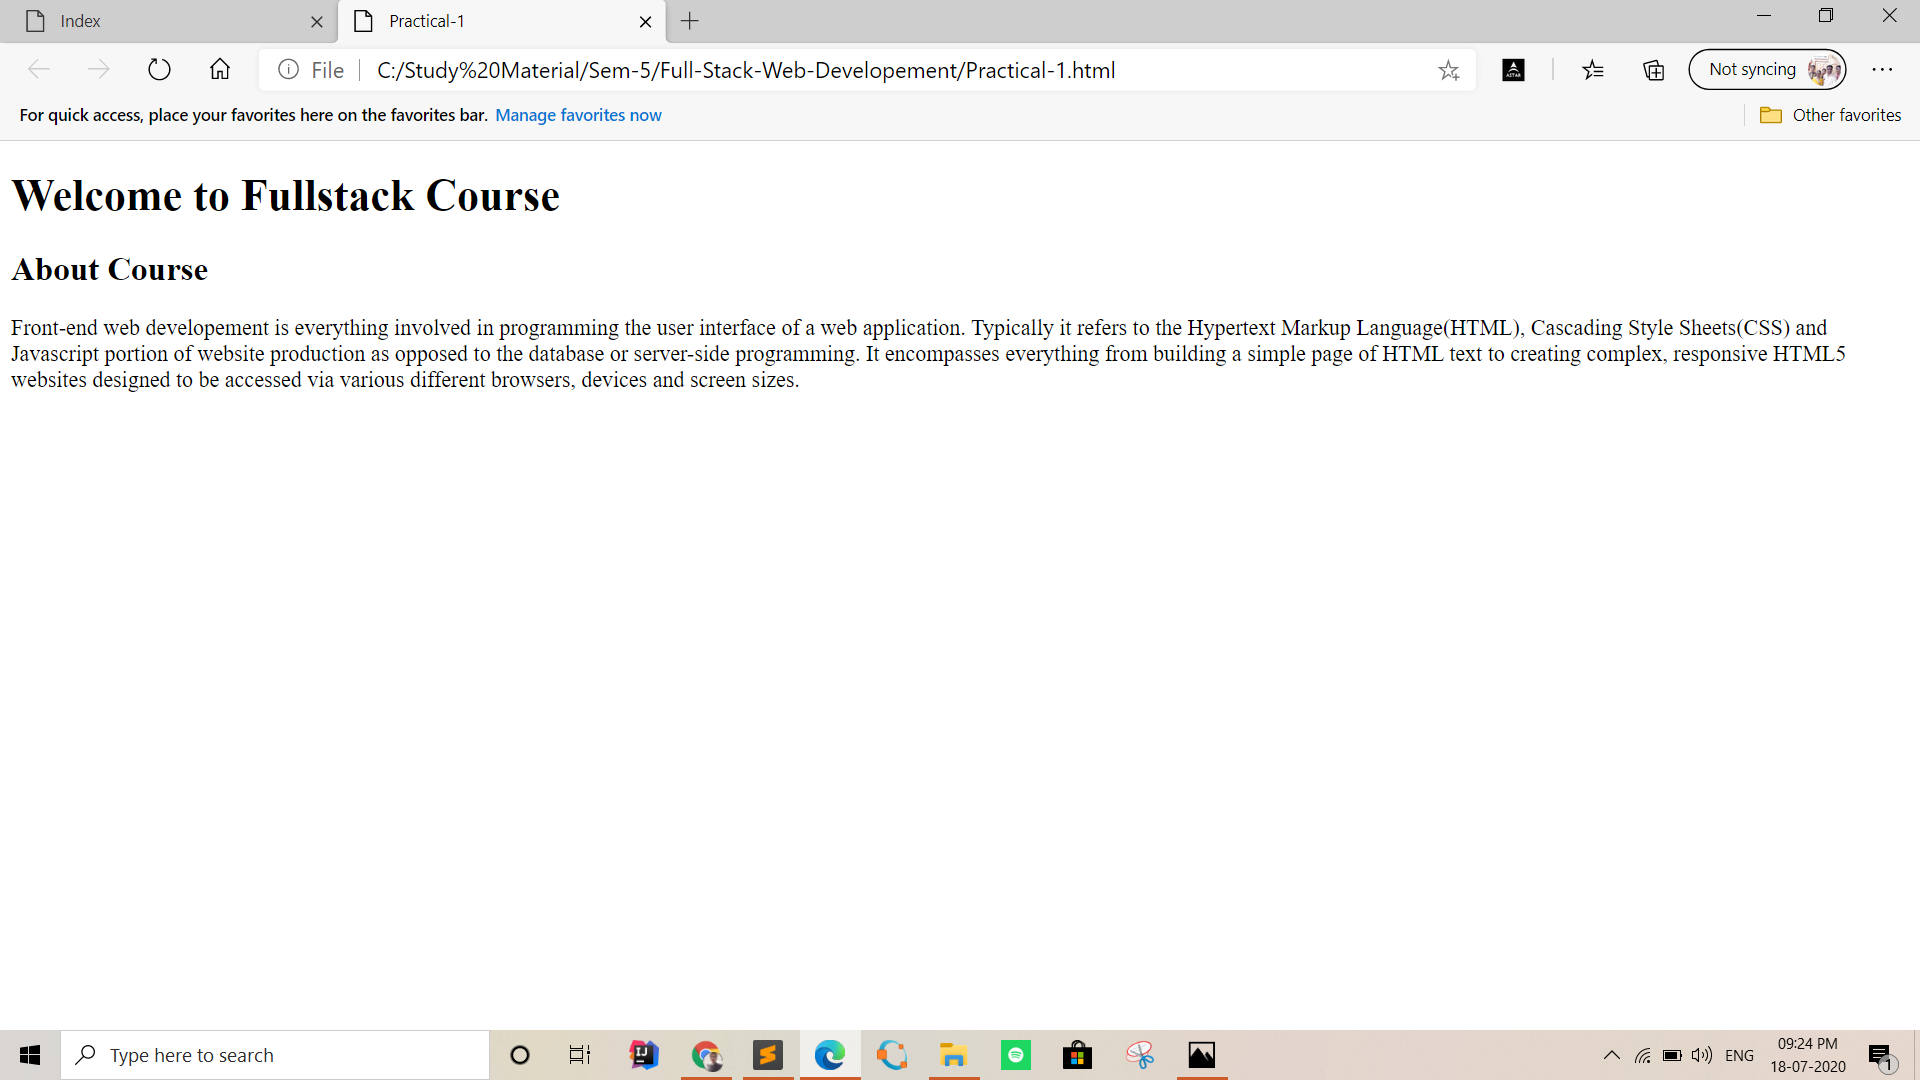 Index
Practical-1
File
C:/Study%20Material/Sem-5/Full-Stack-Web-Developement/Practical-1.html
ASTAR
Not syncing
For quick access, place your favorites here on the favorites bar. Manage favorites now
Other favorites
Welcome to Fullstack Course
About Course
Front-end web developement is everything involved in programming the user interface of a web application. Typically it refers to the Hypertext Markup Language(HTML), Cascading Style Sheets(CSS) and
Javascript portion of website production as opposed to the database or server-side programming. It encompasses everything from building a simple page of HTML text to creating complex, responsive HTML5
websites designed to be accessed via various different browsers, devices and screen sizes.
Type here to search
IJ
ENG
09:24 PM
18-07-2020
1